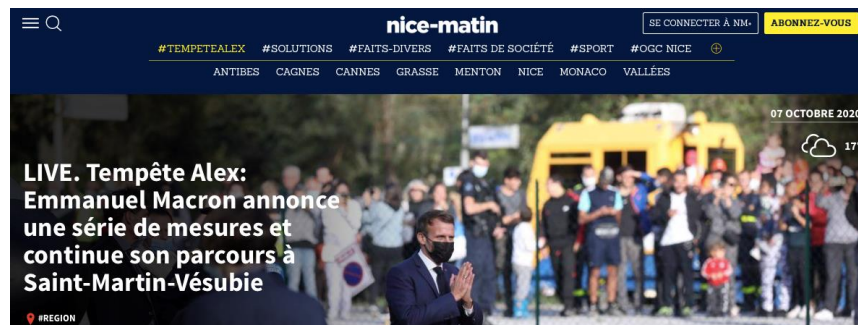 nice-matin
SE CONNECTER À NM+
ABONNEZ-VOUS
#TEMPETEALEX #SOLUTIONS #FAITS-DIVERS #FAITS DE SOCIÉTÉ #SPORT #OGC NICE
ANTIBES CAGNES CANNES GRASSE MENTON NICE MONACO VALLÉES
07 OCTOBRE 2020
17°
LIVE. Tempête Alex:
Emmanuel Macron annonce
une série de mesures et
continue son parcours à
Saint-Martin-Vésubie
#REGION